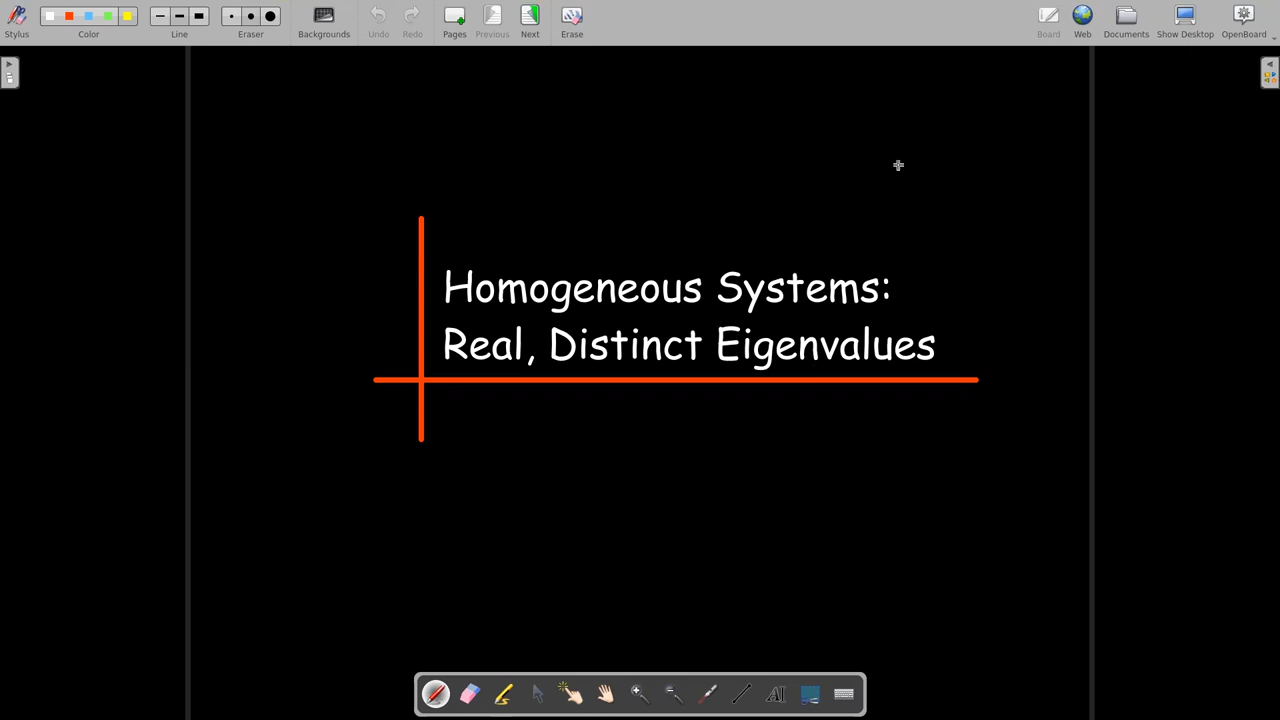 Stylus
Color
Line
Eraser
Backgrounds
Undo
Redo
Pages
Previous
Next
Erase
Board
Web
Documents
Show Desktop
OpenBoard
Homogeneous Systems:
Real, Distinct Eigenvalues
AI